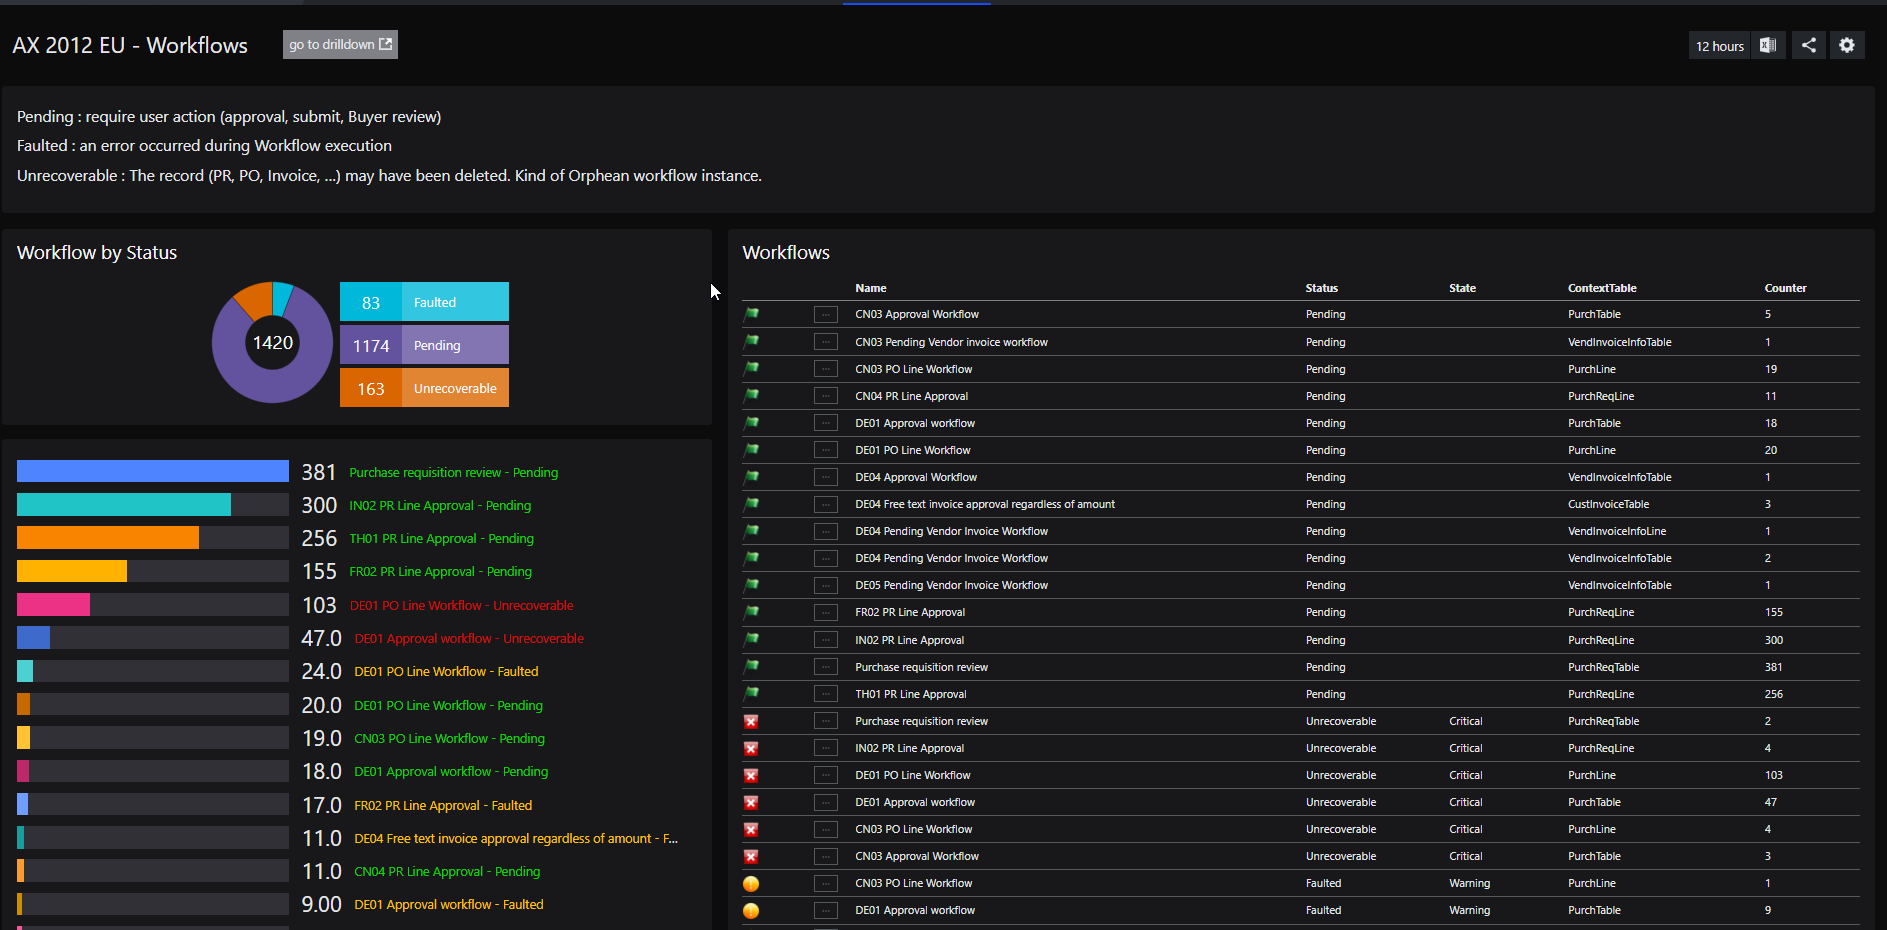 AX 2012 EU - Workflows
go to drilldown
12 hours
Pending : require user action (approval, submit, Buyer review)
Faulted : an error occurred during Workflow execution
Unrecoverable : The record (PR, PO, Invoice, ...) may have been deleted. Kind of Orphean workflow instance.
Workflow by Status
1420
83 Faulted
1174 Pending
163 Unrecoverable
381 Purchase requisition review - Pending
300 IN02 PR Line Approval - Pending
256 TH01 PR Line Approval - Pending
155 FR02 PR Line Approval - Pending
103 DE01 PO Line Workflow - Unrecoverable
47.0 DE01 Approval workflow - Unrecoverable
24.0 DE01 PO Line Workflow - Faulted
20.0 DE01 PO Line Workflow - Pending
19.0 CN03 PO Line Workflow - Pending
18.0 DE01 Approval workflow - Pending
17.0 FR02 PR Line Approval - Faulted
11.0 DE04 Free text invoice approval regardless of amount - F...
11.0 CN04 PR Line Approval - Pending
9.00 DE01 Approval workflow - Faulted
Workflows
Name Status State ContextTable Counter
... CN03 Approval Workflow Pending PurchTable 5
... CN03 Pending Vendor invoice workflow Pending VendInvoiceInfoTable 1
... CN03 PO Line Workflow Pending PurchLine 19
... CN04 PR Line Approval Pending PurchReqLine 11
... DE01 Approval workflow Pending PurchTable 18
... DE01 PO Line Workflow Pending PurchLine 20
... DE04 Approval Workflow Pending VendInvoiceInfoTable 1
... DE04 Free text invoice approval regardless of amount Pending CustInvoiceTable 3
... DE04 Pending Vendor Invoice Workflow Pending VendInvoiceInfoLine 1
... DE04 Pending Vendor Invoice Workflow Pending VendInvoiceInfoTable 2
... DE05 Pending Vendor Invoice Workflow Pending VendInvoiceInfoTable 1
... FR02 PR Line Approval Pending PurchReqLine 155
... IN02 PR Line Approval Pending PurchReqLine 300
... Purchase requisition review Pending PurchReqTable 381
... TH01 PR Line Approval Pending PurchReqLine 256
... Purchase requisition review Unrecoverable Critical PurchReqTable 2
... IN02 PR Line Approval Unrecoverable Critical PurchReqLine 4
... DE01 PO Line Workflow Unrecoverable Critical PurchLine 103
... DE01 Approval workflow Unrecoverable Critical PurchTable 47
... CN03 PO Line Workflow Unrecoverable Critical PurchLine 4
... CN03 Approval Workflow Unrecoverable Critical PurchTable 3
... CN03 PO Line Workflow Faulted Warning PurchLine 1
... DE01 Approval workflow Faulted Warning PurchTable 9